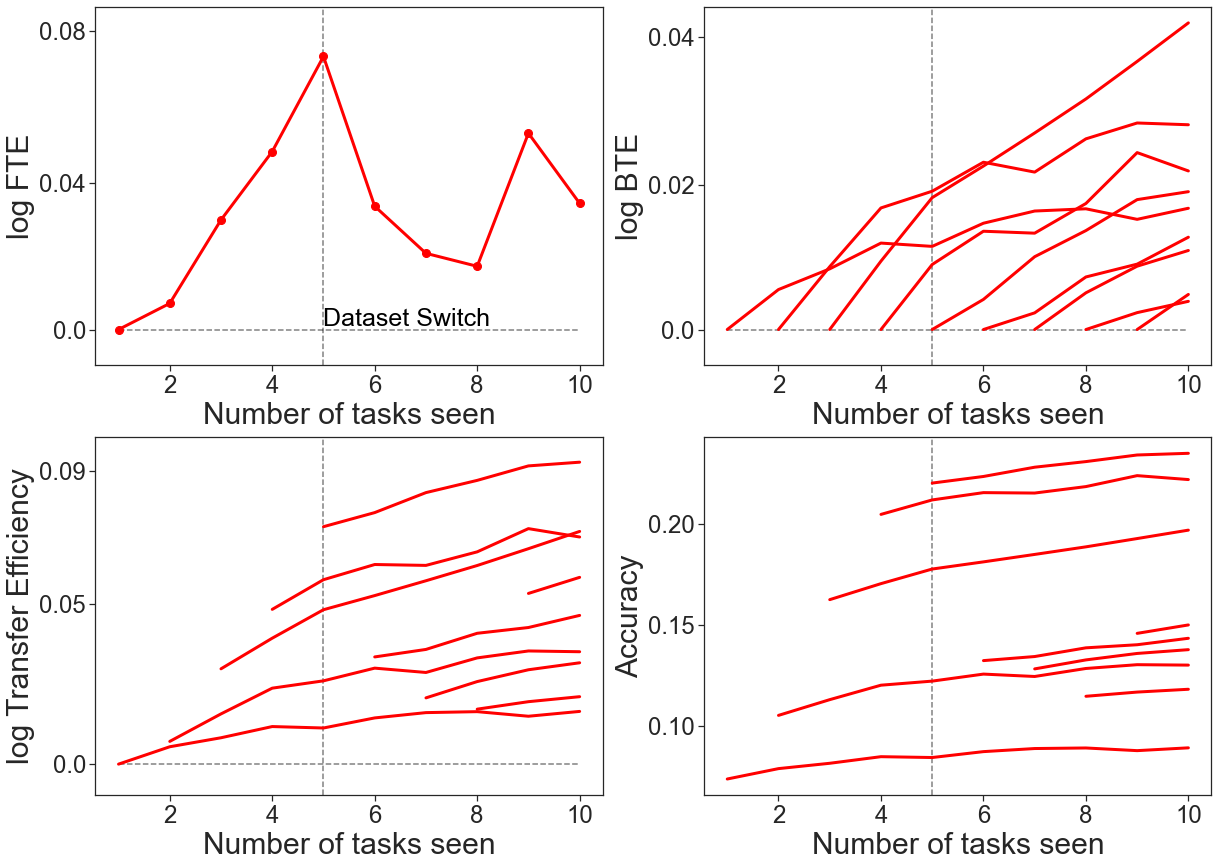 log FTE
0.08
0.04
0.0
Dataset Switch
2 4 6 8 10
Number of tasks seen
log BTE
0.04
0.02
0.0
2 4 6 8 10
Number of tasks seen
log Transfer Efficiency
0.09
0.05
0.0
2 4 6 8 10
Number of tasks seen
Accuracy
0.20
0.15
0.10
2 4 6 8 10
Number of tasks seen